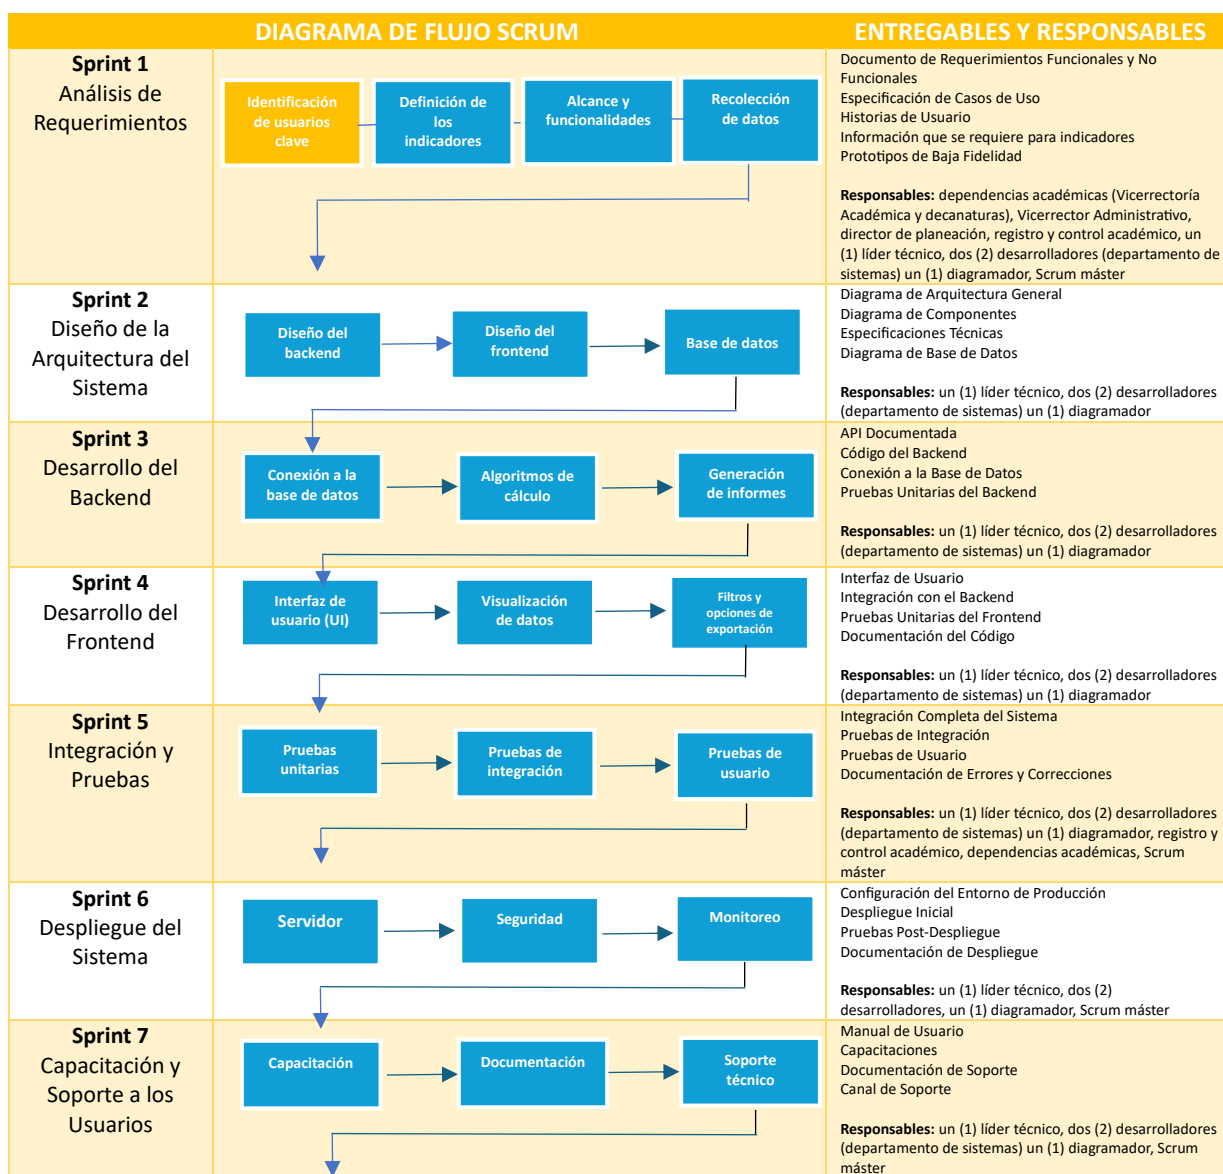 DIAGRAMA DE FLUJO SCRUM
ENTREGABLES Y RESPONSABLES
Sprint 1
Análisis de
Requerimientos
Identificación
de usuarios
clave
Definición de
los
indicadores
Alcance y
funcionalidades
Recolección
de datos
Documento de Requerimientos Funcionales y No
Funcionales
Especificación de Casos de Uso
Historias de Usuario
Información que se requiere para indicadores
Prototipos de Baja Fidelidad
Responsables: dependencias académicas (Vicerrectoría
Académica y decanaturas), Vicerrector Administrativo,
director de planeación, registro y control académico, un
(1) líder técnico, dos (2) desarrolladores (departamento de
sistemas) un (1) diagramador, Scrum máster
Sprint 2
Diseño de la
Arquitectura del
Sistema
Diseño del
backend
Diseño del
frontend
Base de datos
Diagrama de Arquitectura General
Diagrama de Componentes
Especificaciones Técnicas
Diagrama de Base de Datos
Responsables: un (1) líder técnico, dos (2) desarrolladores
(departamento de sistemas) un (1) diagramador
Sprint 3
Desarrollo del
Backend
Conexión a la
base de datos
Algoritmos de
cálculo
Generación
de informes
API Documentada
Código del Backend
Conexión a la Base de Datos
Pruebas Unitarias del Backend
Responsables: un (1) líder técnico, dos (2) desarrolladores
(departamento de sistemas) un (1) diagramador
Sprint 4
Desarrollo del
Frontend
Interfaz de
usuario (UI)
Visualización
de datos
Filtros y
opciones de
exportación
Interfaz de Usuario
Integración con el Backend
Pruebas Unitarias del Frontend
Documentación del Código
Responsables: un (1) líder técnico, dos (2) desarrolladores
(departamento de sistemas) un (1) diagramador
Sprint 5
Integración y
Pruebas
Pruebas
unitarias
Pruebas de
integración
Pruebas de
usuario
Integración Completa del Sistema
Pruebas de Integración
Pruebas de Usuario
Documentación de Errores y Correcciones
Responsables: un (1) líder técnico, dos (2) desarrolladores
(departamento de sistemas) un (1) diagramador, registro y
control académico, dependencias académicas, Scrum
máster
Sprint 6
Despliegue del
Sistema
Servidor
Seguridad
Monitoreo
Configuración del Entorno de Producción
Despliegue Inicial
Pruebas Post-Despliegue
Documentación de Despliegue
Responsables: un (1) líder técnico, dos (2)
desarrolladores, un (1) diagramador, Scrum máster
Sprint 7
Capacitación y
Soporte a los
Usuarios
Capacitación
Documentación
Soporte
técnico
Manual de Usuario
Capacitaciones
Documentación de Soporte
Canal de Soporte
Responsables: un (1) líder técnico, dos (2) desarrolladores
(departamento de sistemas) un (1) diagramador, Scrum
máster